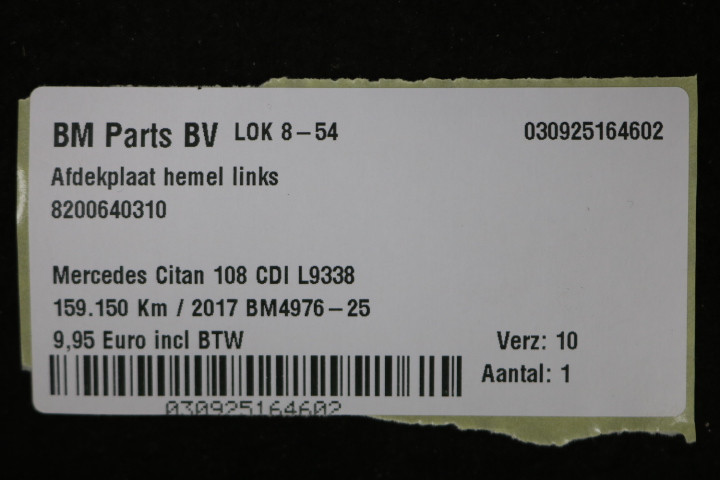 BM Parts BV LOK 8-54 030925164602
Afdekplaat hemel links
8200640310
Mercedes Citan 108 CDI L9338
159.150 Km / 2017 BM4976-25
9,95 Euro incl BTW Verz: 10
Aantal: 1
030925164602